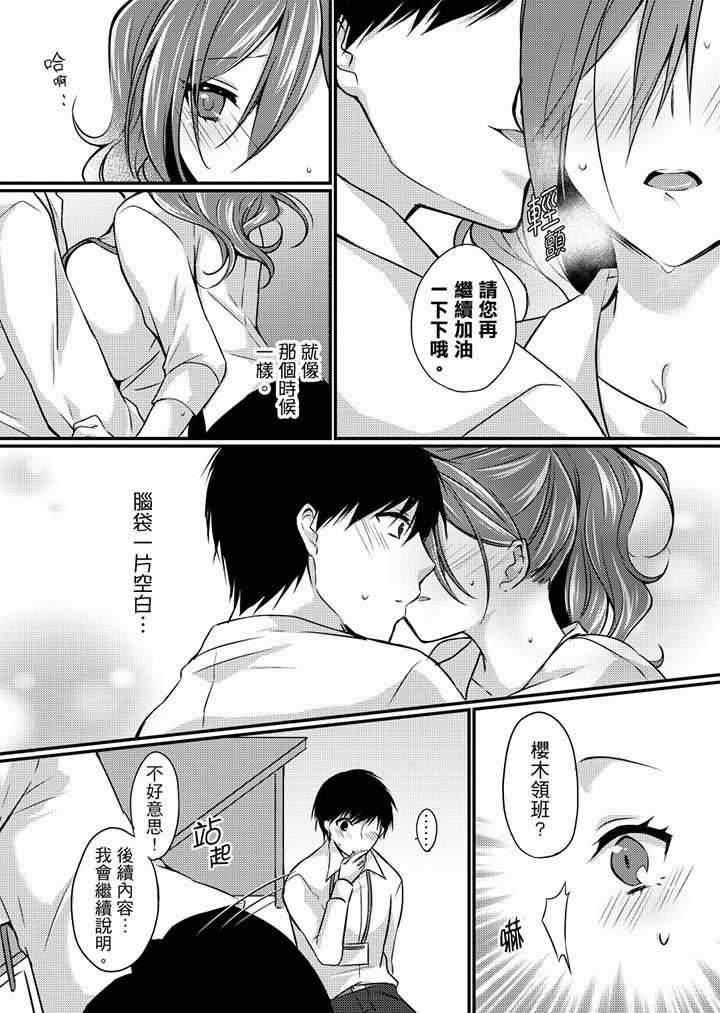 輕顫
請您再
繼續加油
一下下哦。
哈啊…
就像
那個時候
一樣。
腦袋一片空白…
櫻木領班？
嚇
……
站起
不好意思！
後續內容…
我會繼續說明。